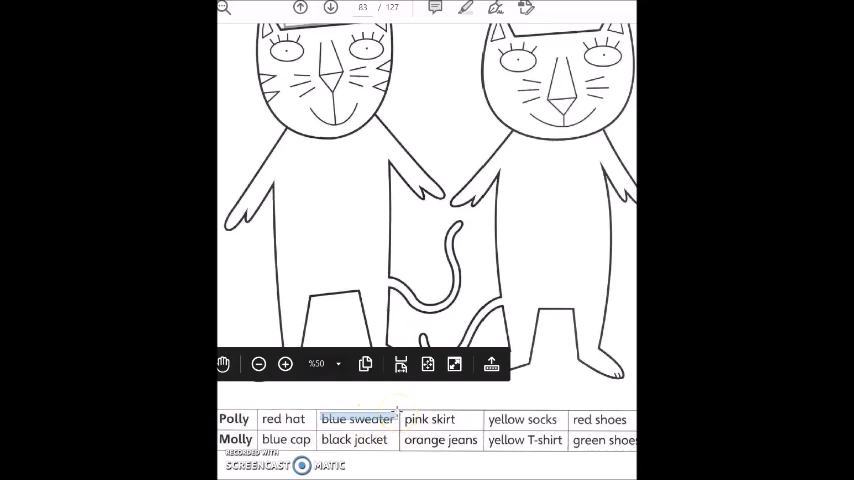 83 / 127
%50
Polly red hat blue sweater pink skirt yellow socks red shoes
Molly blue cap black jacket orange jeans yellow T-shirt green shoes
RECORDED WITH
SCREENCAST MATIC